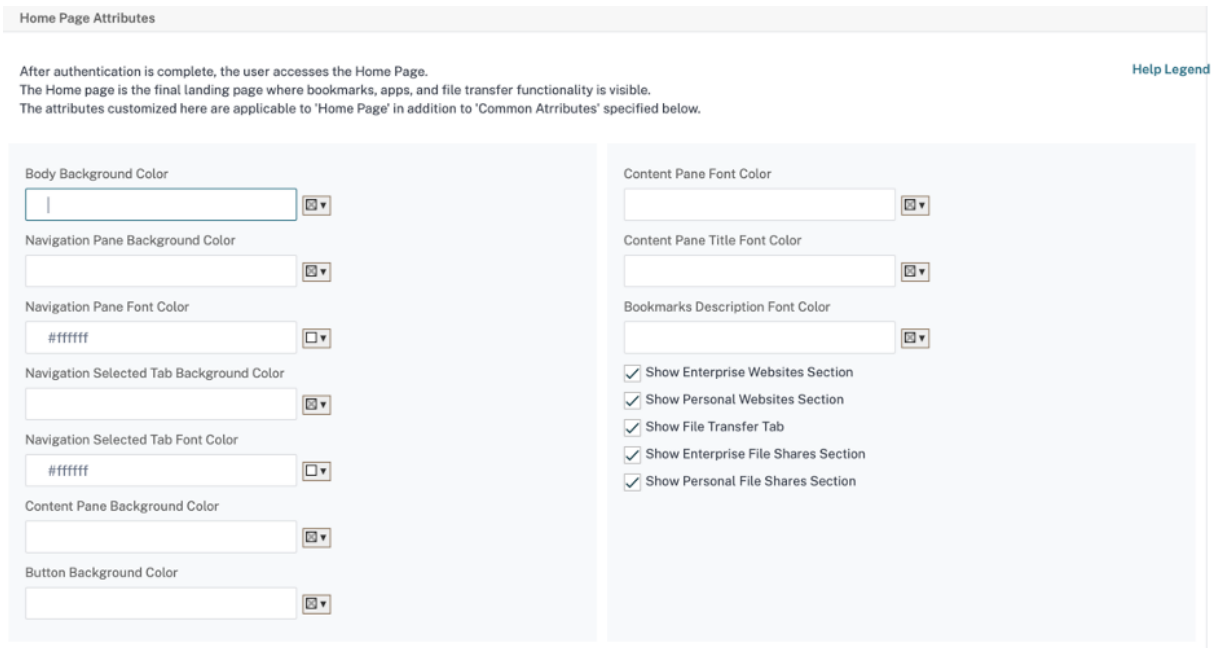 Home Page Attributes
After authentication is complete, the user accesses the Home Page.
Help Legend
The Home page is the final landing page where bookmarks, apps, and file transfer functionality is visible.
The attributes customized here are applicable to 'Home Page' in addition to 'Common Atrributes' specified below.
Body Background Color
Navigation Pane Background Color
Navigation Pane Font Color
#ffffff
Navigation Selected Tab Background Color
Navigation Selected Tab Font Color
#ffffff
Content Pane Background Color
Button Background Color
Content Pane Font Color
Content Pane Title Font Color
Bookmarks Description Font Color
Show Enterprise Websites Section
Show Personal Websites Section
Show File Transfer Tab
Show Enterprise File Shares Section
Show Personal File Shares Section